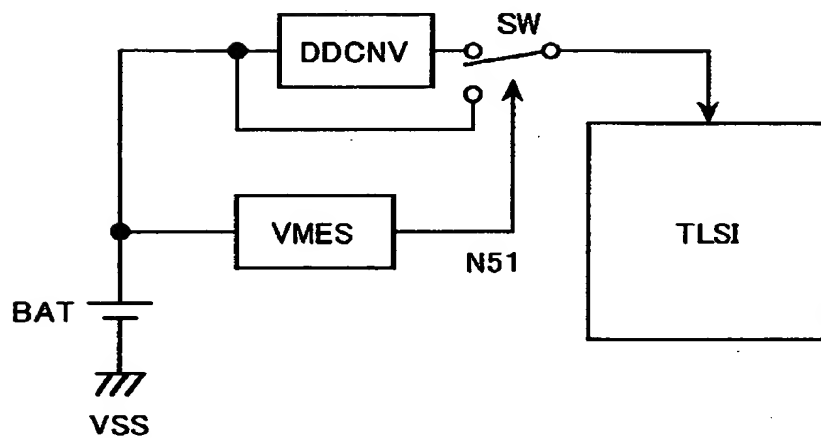 SW
DDCNV
VMES
N51
TLSI
BAT
VSS